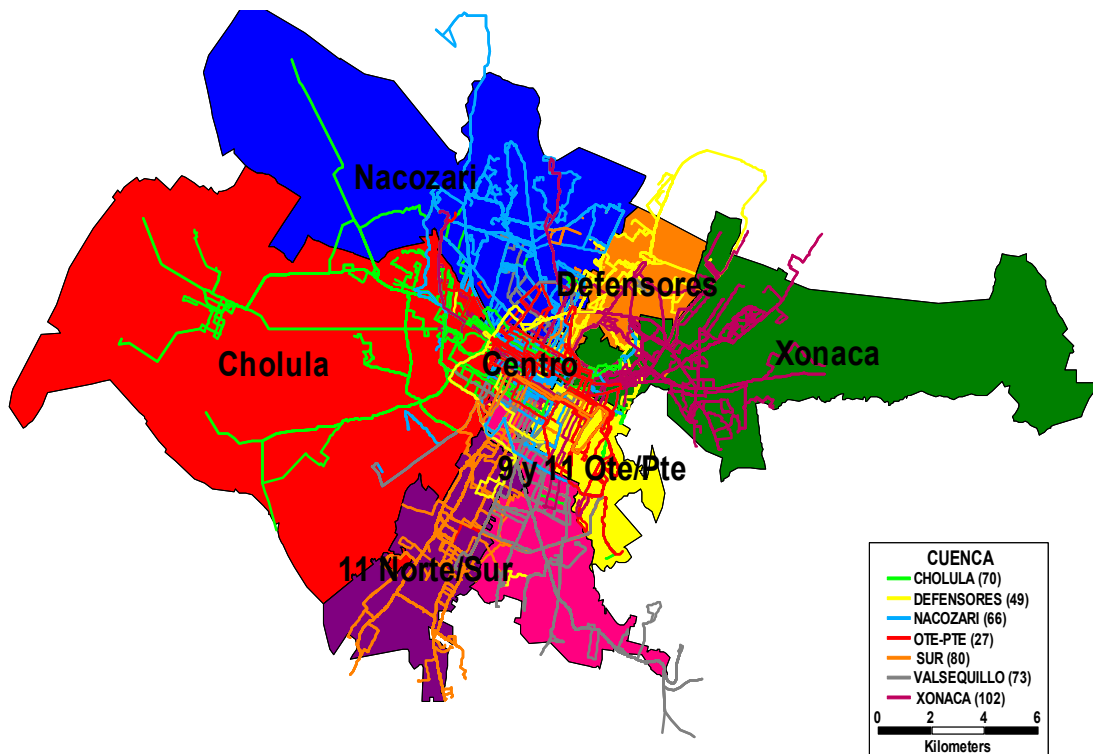 Nacozari
Defensores
Cholula
Centro
Xonaca
9 y 11 Ote/Pte
11 Norte/Sur
CUENCA
CHOLULA (70)
DEFENSORES (49)
NACOZARI (66)
OTE-PTE (27)
SUR (80)
VALSEQUILLO (73)
XONACA (102)
0 2 4 6
Kilometers